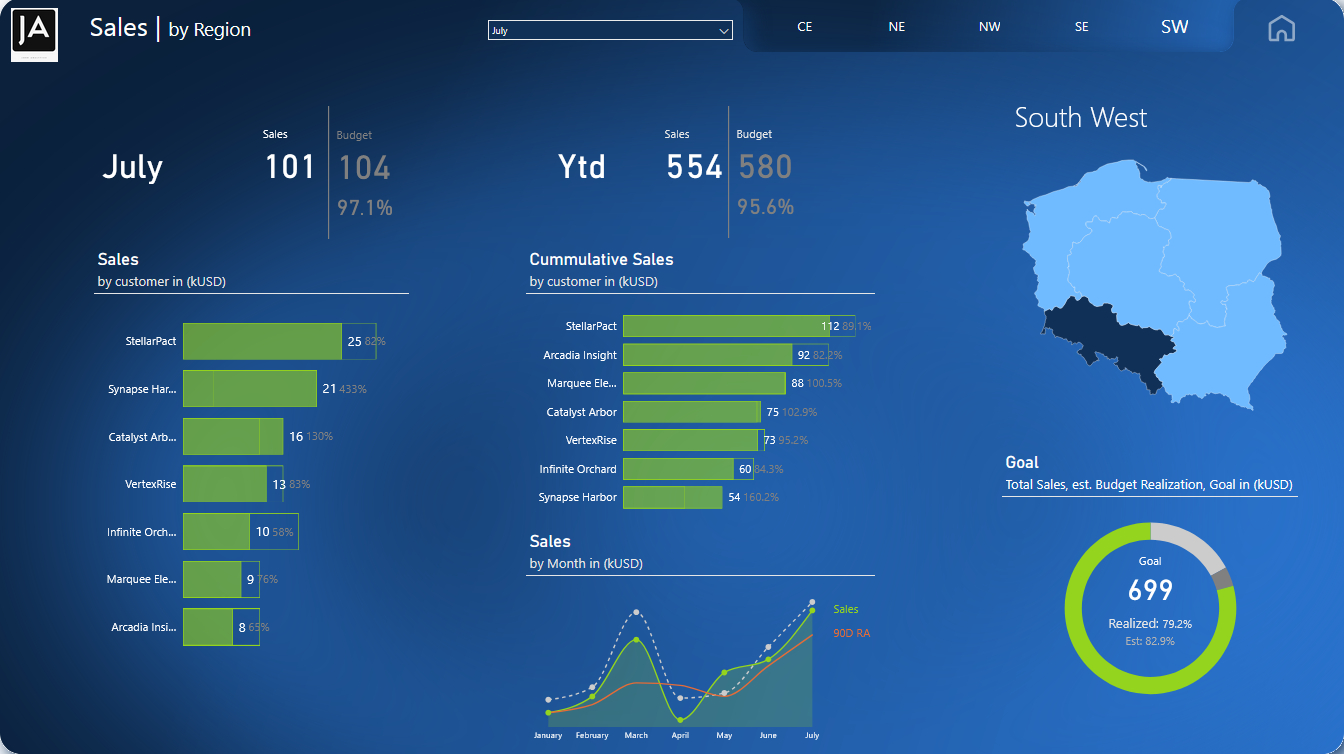 JA
Sales | by Region
July
CE NE NW SE SW
July
Sales
101
Budget
104
97.1%
Ytd
Sales
554
Budget
580
95.6%
South West
Sales
by customer in (kUSD)
StellarPact 25 82%
Synapse Har... 21 433%
Catalyst Arb... 16 130%
VertexRise 13 83%
Infinite Orch... 10 58%
Marquee Ele... 9 76%
Arcadia Insi... 8 65%
Cummulative Sales
by customer in (kUSD)
StellarPact 112 89.1%
Arcadia Insight 92 82.2%
Marquee Ele... 88 100.5%
Catalyst Arbor 75 102.9%
VertexRise 73 95.2%
Infinite Orchard 60 84.3%
Synapse Harbor 54 160.2%
Sales
by Month in (kUSD)
Sales
90D RA
January February March April May June July
Goal
Total Sales, est. Budget Realization, Goal in (kUSD)
Goal
699
Realized: 79.2%
Est: 82.9%